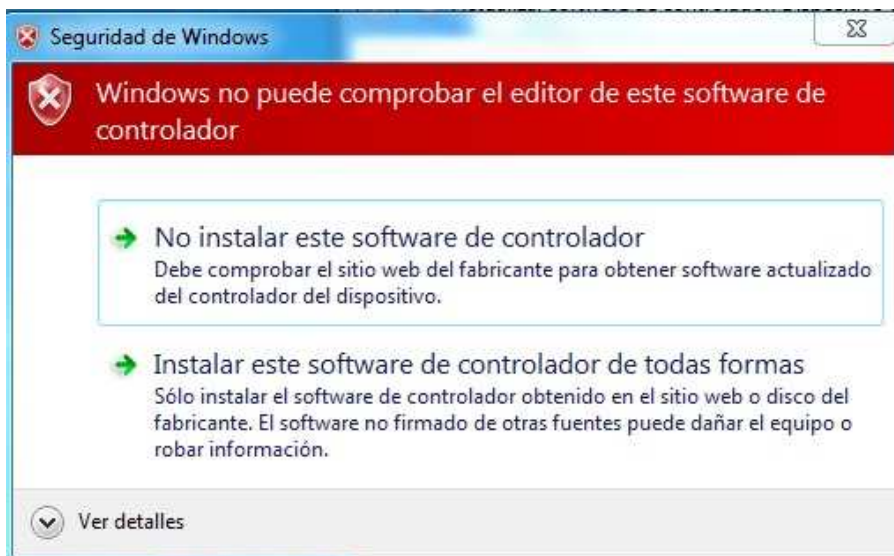 Seguridad de Windows
Windows no puede comprobar el editor de este software de
controlador
No instalar este software de controlador
Debe comprobar el sitio web del fabricante para obtener software actualizado
del controlador del dispositivo.
Instalar este software de controlador de todas formas
Sólo instalar el software de controlador obtenido en el sitio web o disco del
fabricante. El software no firmado de otras fuentes puede dañar el equipo o
robar información.
Ver detalles